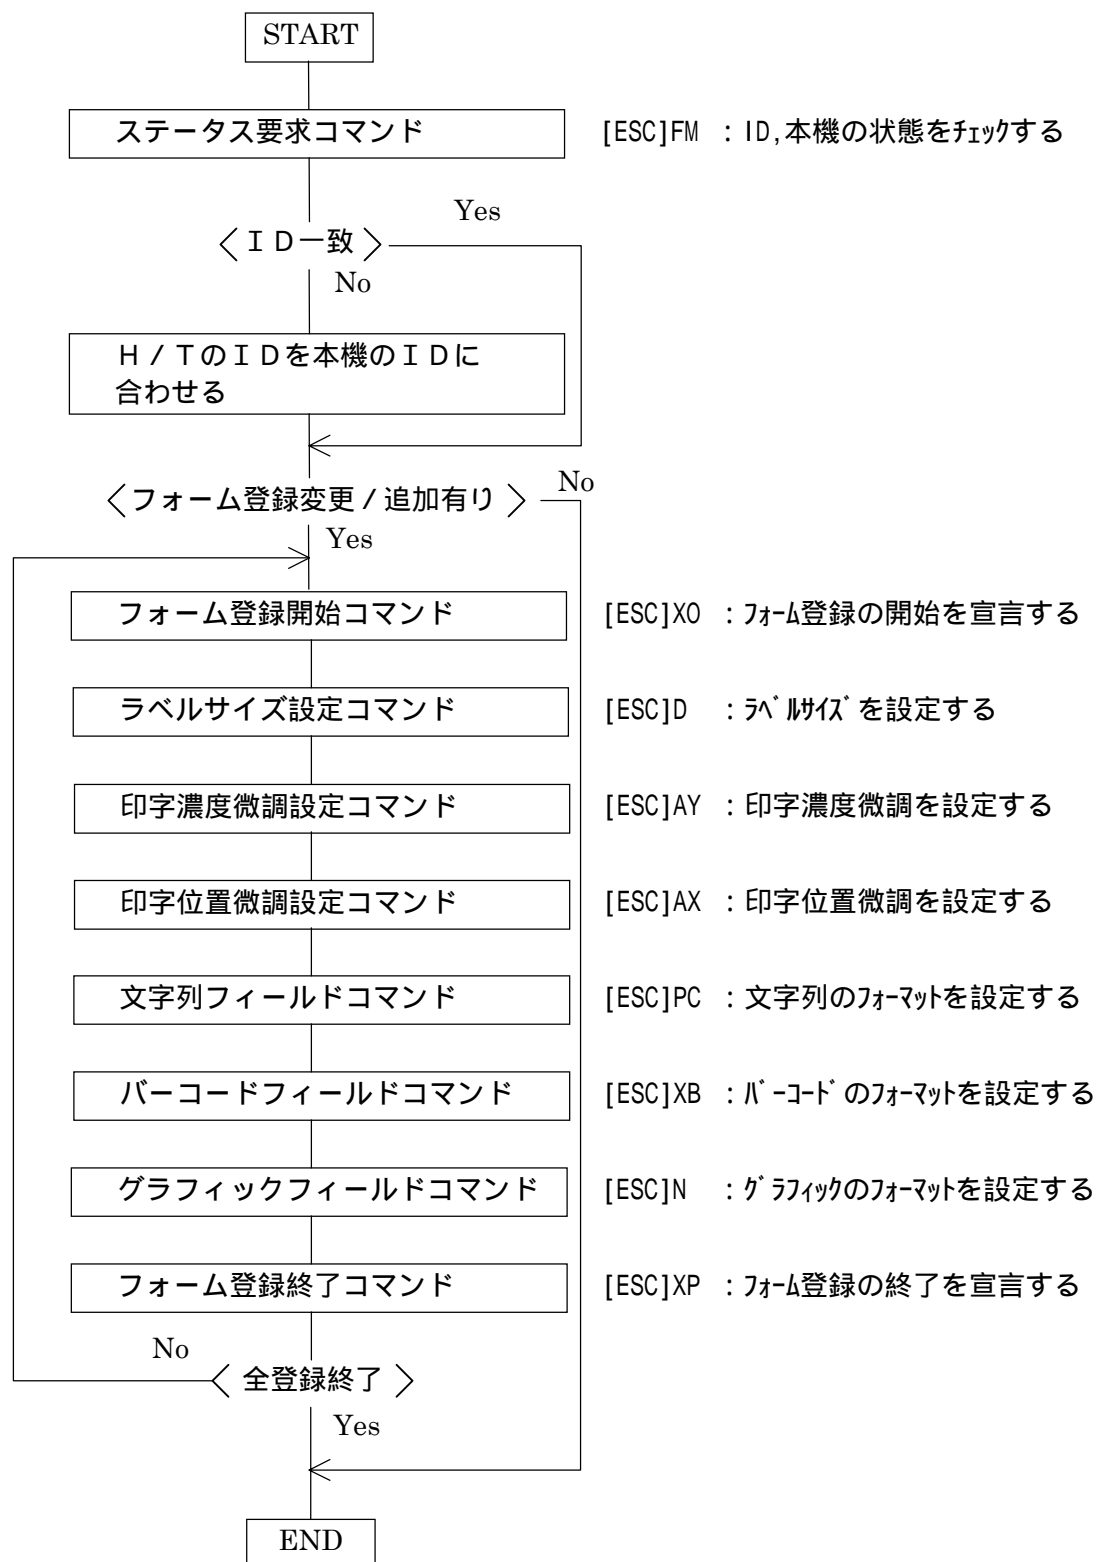 START
ステータス要求コマンド [ESC]FM ：ID,本機の状態をﾁｪｯｸする
Yes
ＩＤ一致
No
Ｈ／ＴのＩＤを本機のＩＤに
合わせる
フォーム登録変更／追加有り No
Yes
フォーム登録開始コマンド [ESC]XO ：ﾌｫｰﾑ登録の開始を宣言する
ラベルサイズ設定コマンド [ESC]D ：ﾗﾍﾞﾙｻｲｽﾞを設定する
印字濃度微調設定コマンド [ESC]AY ：印字濃度微調を設定する
印字位置微調設定コマンド [ESC]AX ：印字位置微調を設定する
文字列フィールドコマンド [ESC]PC ：文字列のﾌｫｰﾏｯﾄを設定する
バーコードフィールドコマンド [ESC]XB ：ﾊﾞｰｺｰﾄﾞのﾌｫｰﾏｯﾄを設定する
グラフィックフィールドコマンド [ESC]N ：ｸﾞﾗﾌｨｯｸのﾌｫｰﾏｯﾄを設定する
フォーム登録終了コマンド [ESC]XP ：ﾌｫｰﾑ登録の終了を宣言する
No
全登録終了
Yes
END